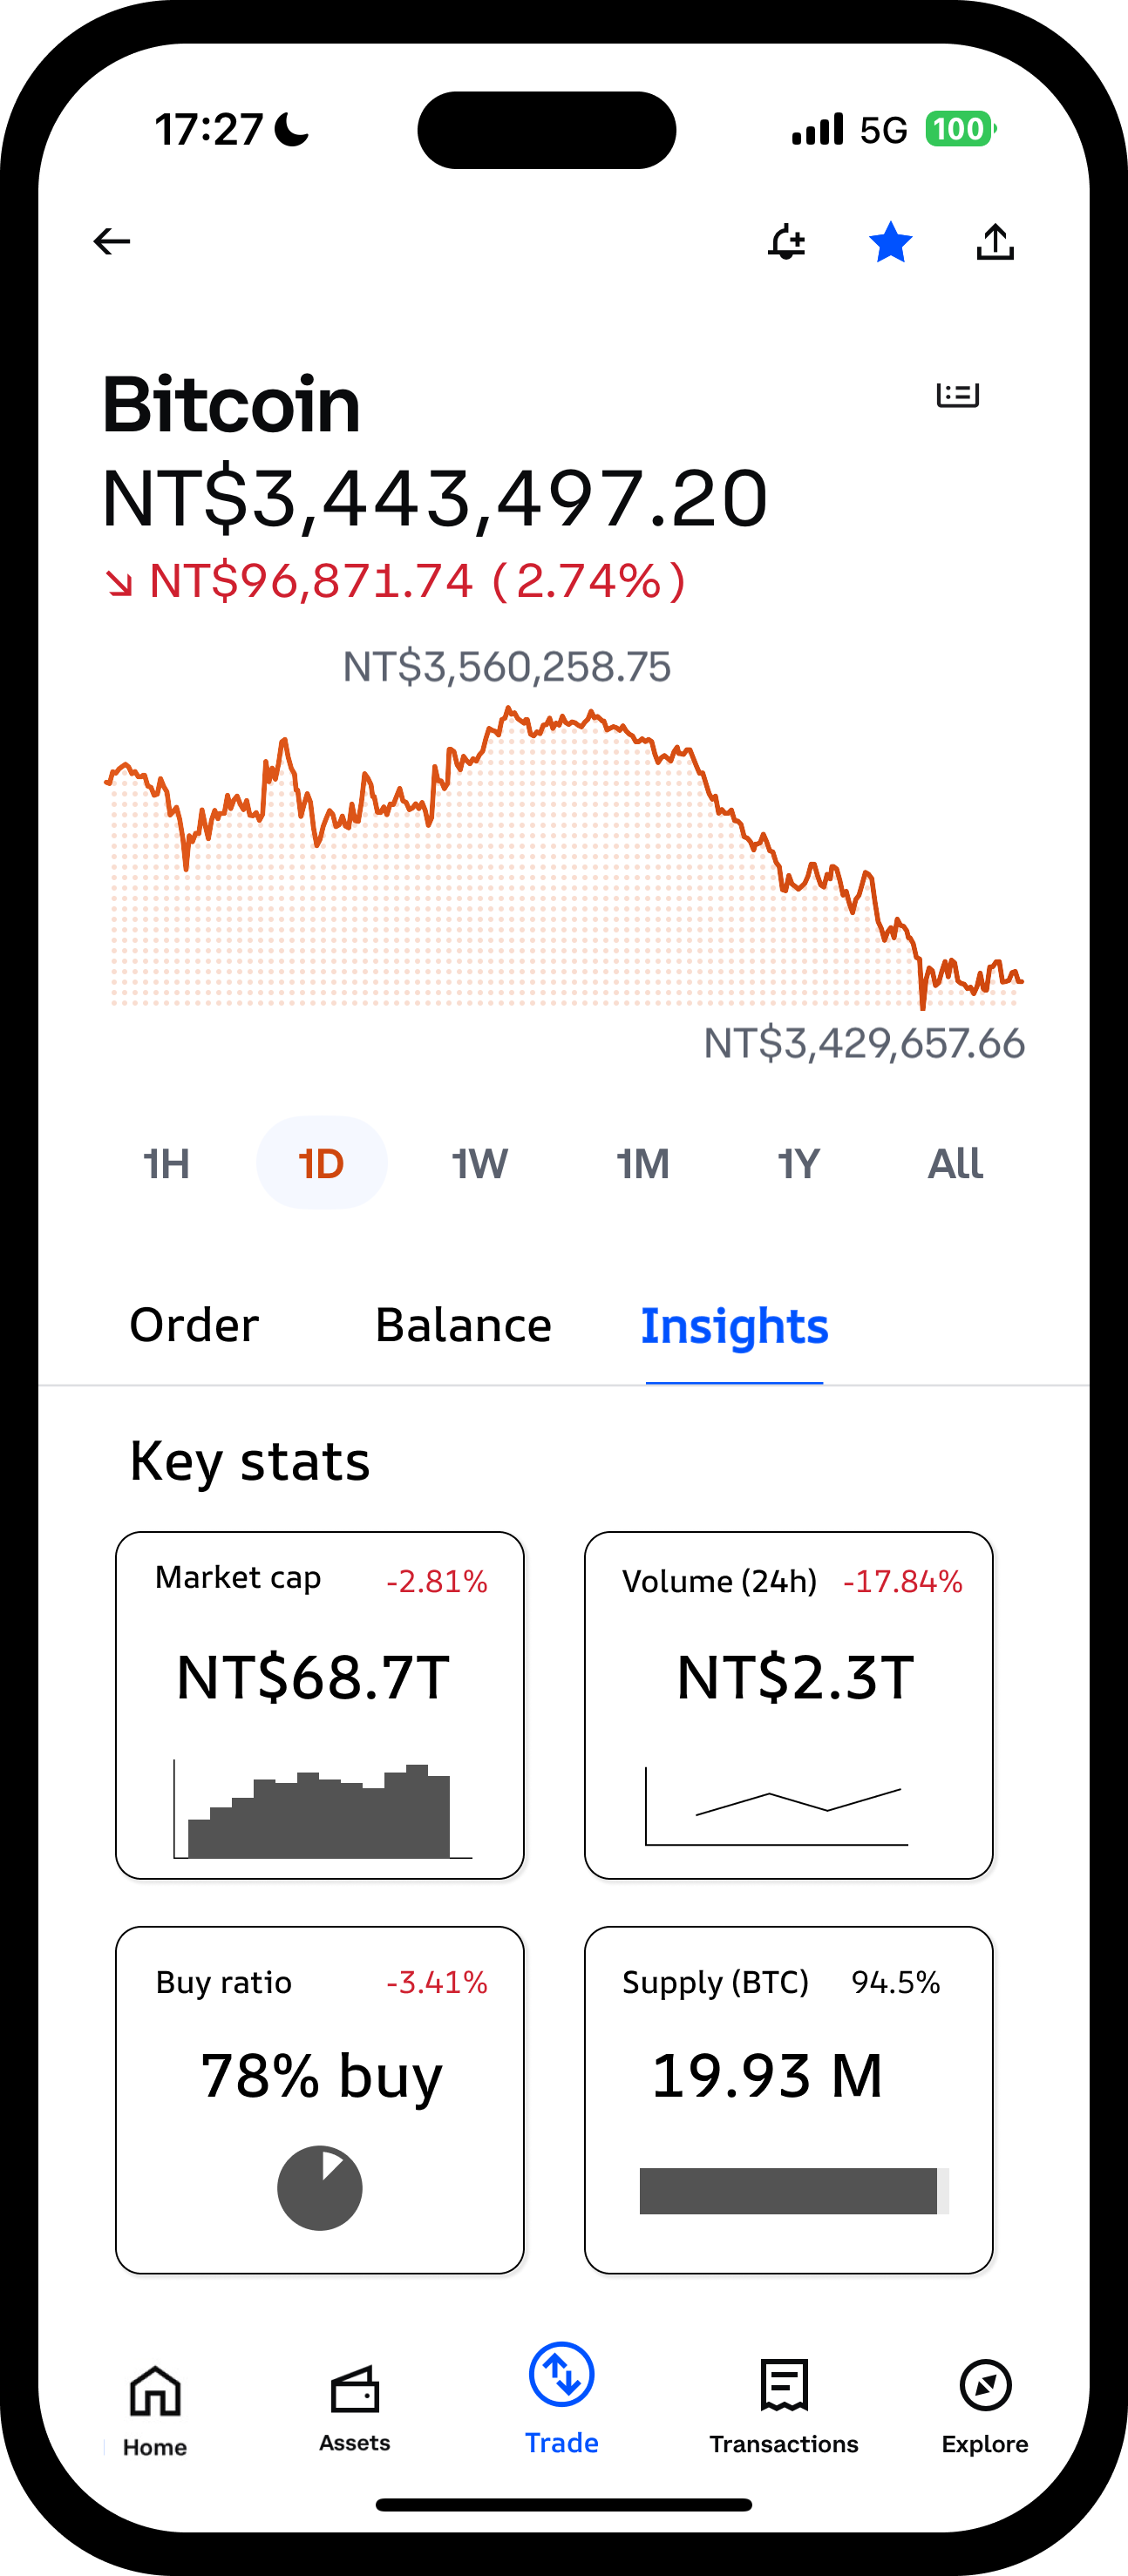 17:27 5G 100
Bitcoin
NT$3,443,497.20
↘ NT$96,871.74 (2.74%)
NT$3,560,258.75
NT$3,429,657.66
1H 1D 1W 1M 1Y All
Order Balance Insights
Key stats
Market cap -2.81%
NT$68.7T
Volume (24h) -17.84%
NT$2.3T
Buy ratio -3.41%
78% buy
Supply (BTC) 94.5%
19.93 M
Home Assets Trade Transactions Explore